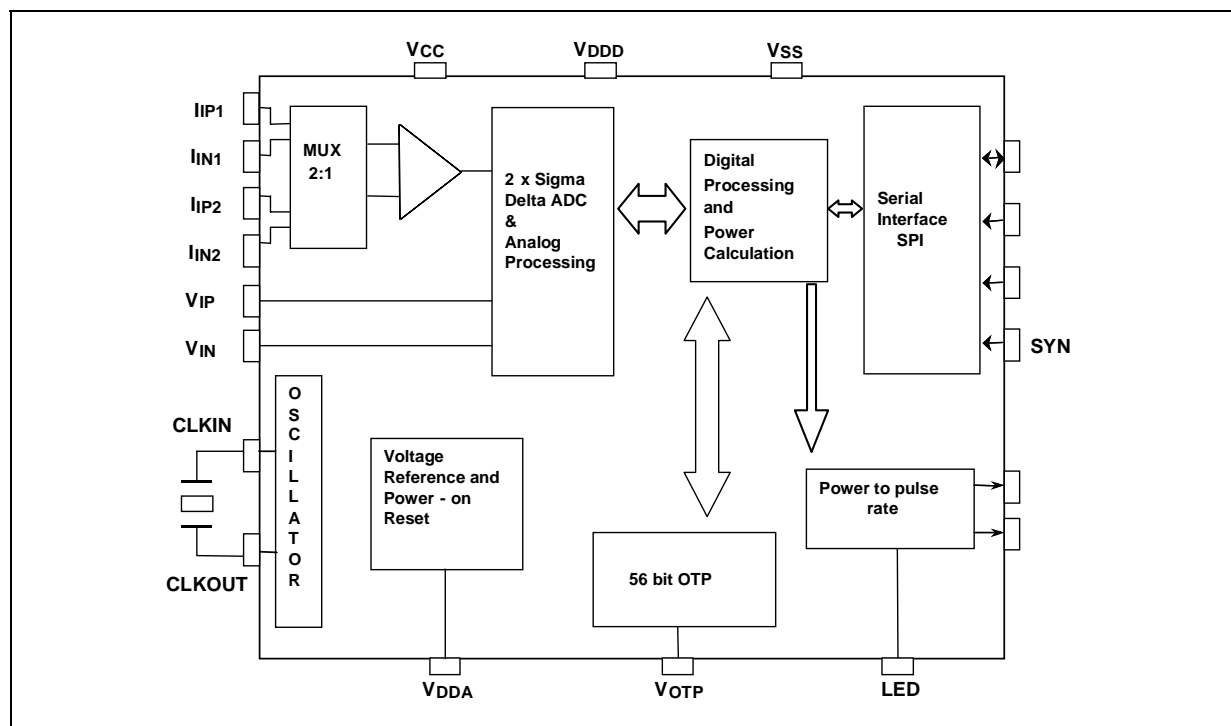 VCC
VDDD
VSS
IIP1
IIN1
IIP2
IIN2
VIP
VIN
MUX
2:1
2 x Sigma
Delta ADC
&
Analog
Processing
Digital
Processing
and
Power
Calculation
Serial
Interface
SPI
SYN
CLKIN
CLKOUT
O
S
C
I
L
L
L
A
T
O
R
Voltage
Reference and
Power - on
Reset
56 bit OTP
Power to pulse
rate
VDDA
VOTP
LED